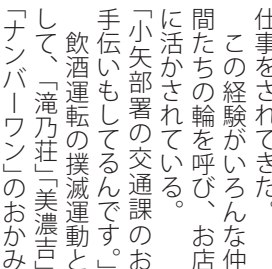 仕事をされてきた。
この経験がいろんな仲
間たちの輪を呼び、お店
に活かされている。
「小矢部署の交通課のお
手伝いもしてるんです。」
飲酒運転の撲滅運動と
して、「滝乃荘」「美濃吉」
「ナンバーワン」のおかみ